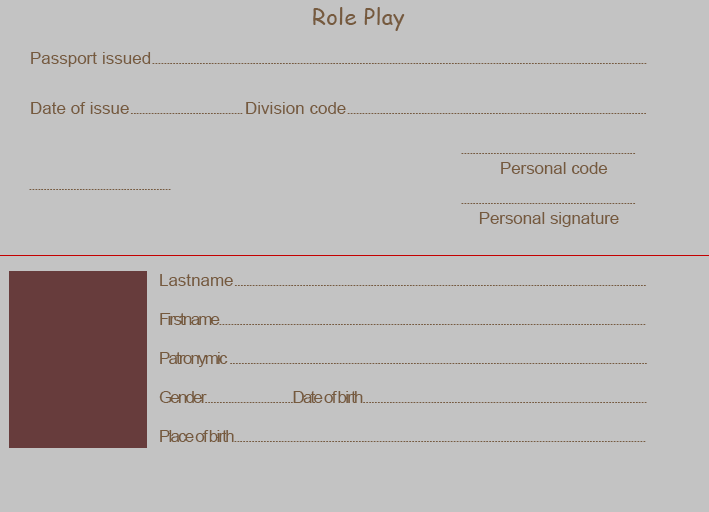 Role Play
Passport issued
Date of issue Division code
Personal code
Personal signature
Lastname
Firstname
Patronymic
Gender Date of birth
Place of birth